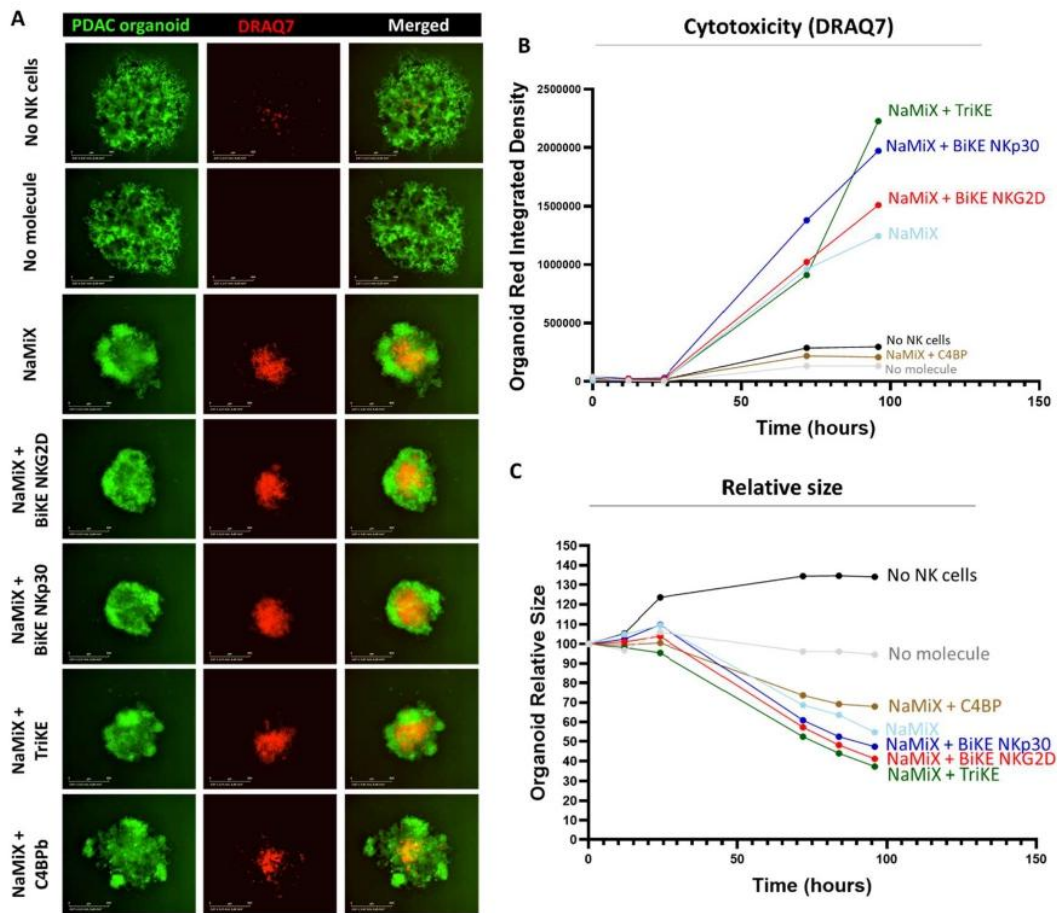 A
PDAC organoid
DRAQ7
Merged
No NK cells
No molecule
NaMiX
NaMiX +
BiKE NKG2D
NaMiX +
BiKE NKp30
NaMiX +
TriKE
NaMiX +
C4BPb
B
Cytotoxicity (DRAQ7)
Organoid Red Integrated Density
2500000
2000000
1500000
1000000
500000
0
NaMiX + TriKE
NaMiX + BiKE NKp30
NaMiX + BiKE NKG2D
NaMiX
No NK cells
NaMiX + C4BP
No molecule
0
50
100
150
Time (hours)
C
Relative size
Organoid Relative Size
150
140
130
120
110
100
90
80
70
60
50
40
30
20
10
0
No NK cells
No molecule
NaMiX + C4BP
NaMiX
NaMiX + BiKE NKp30
NaMiX + BiKE NKG2D
NaMiX + TriKE
0
50
100
150
Time (hours)